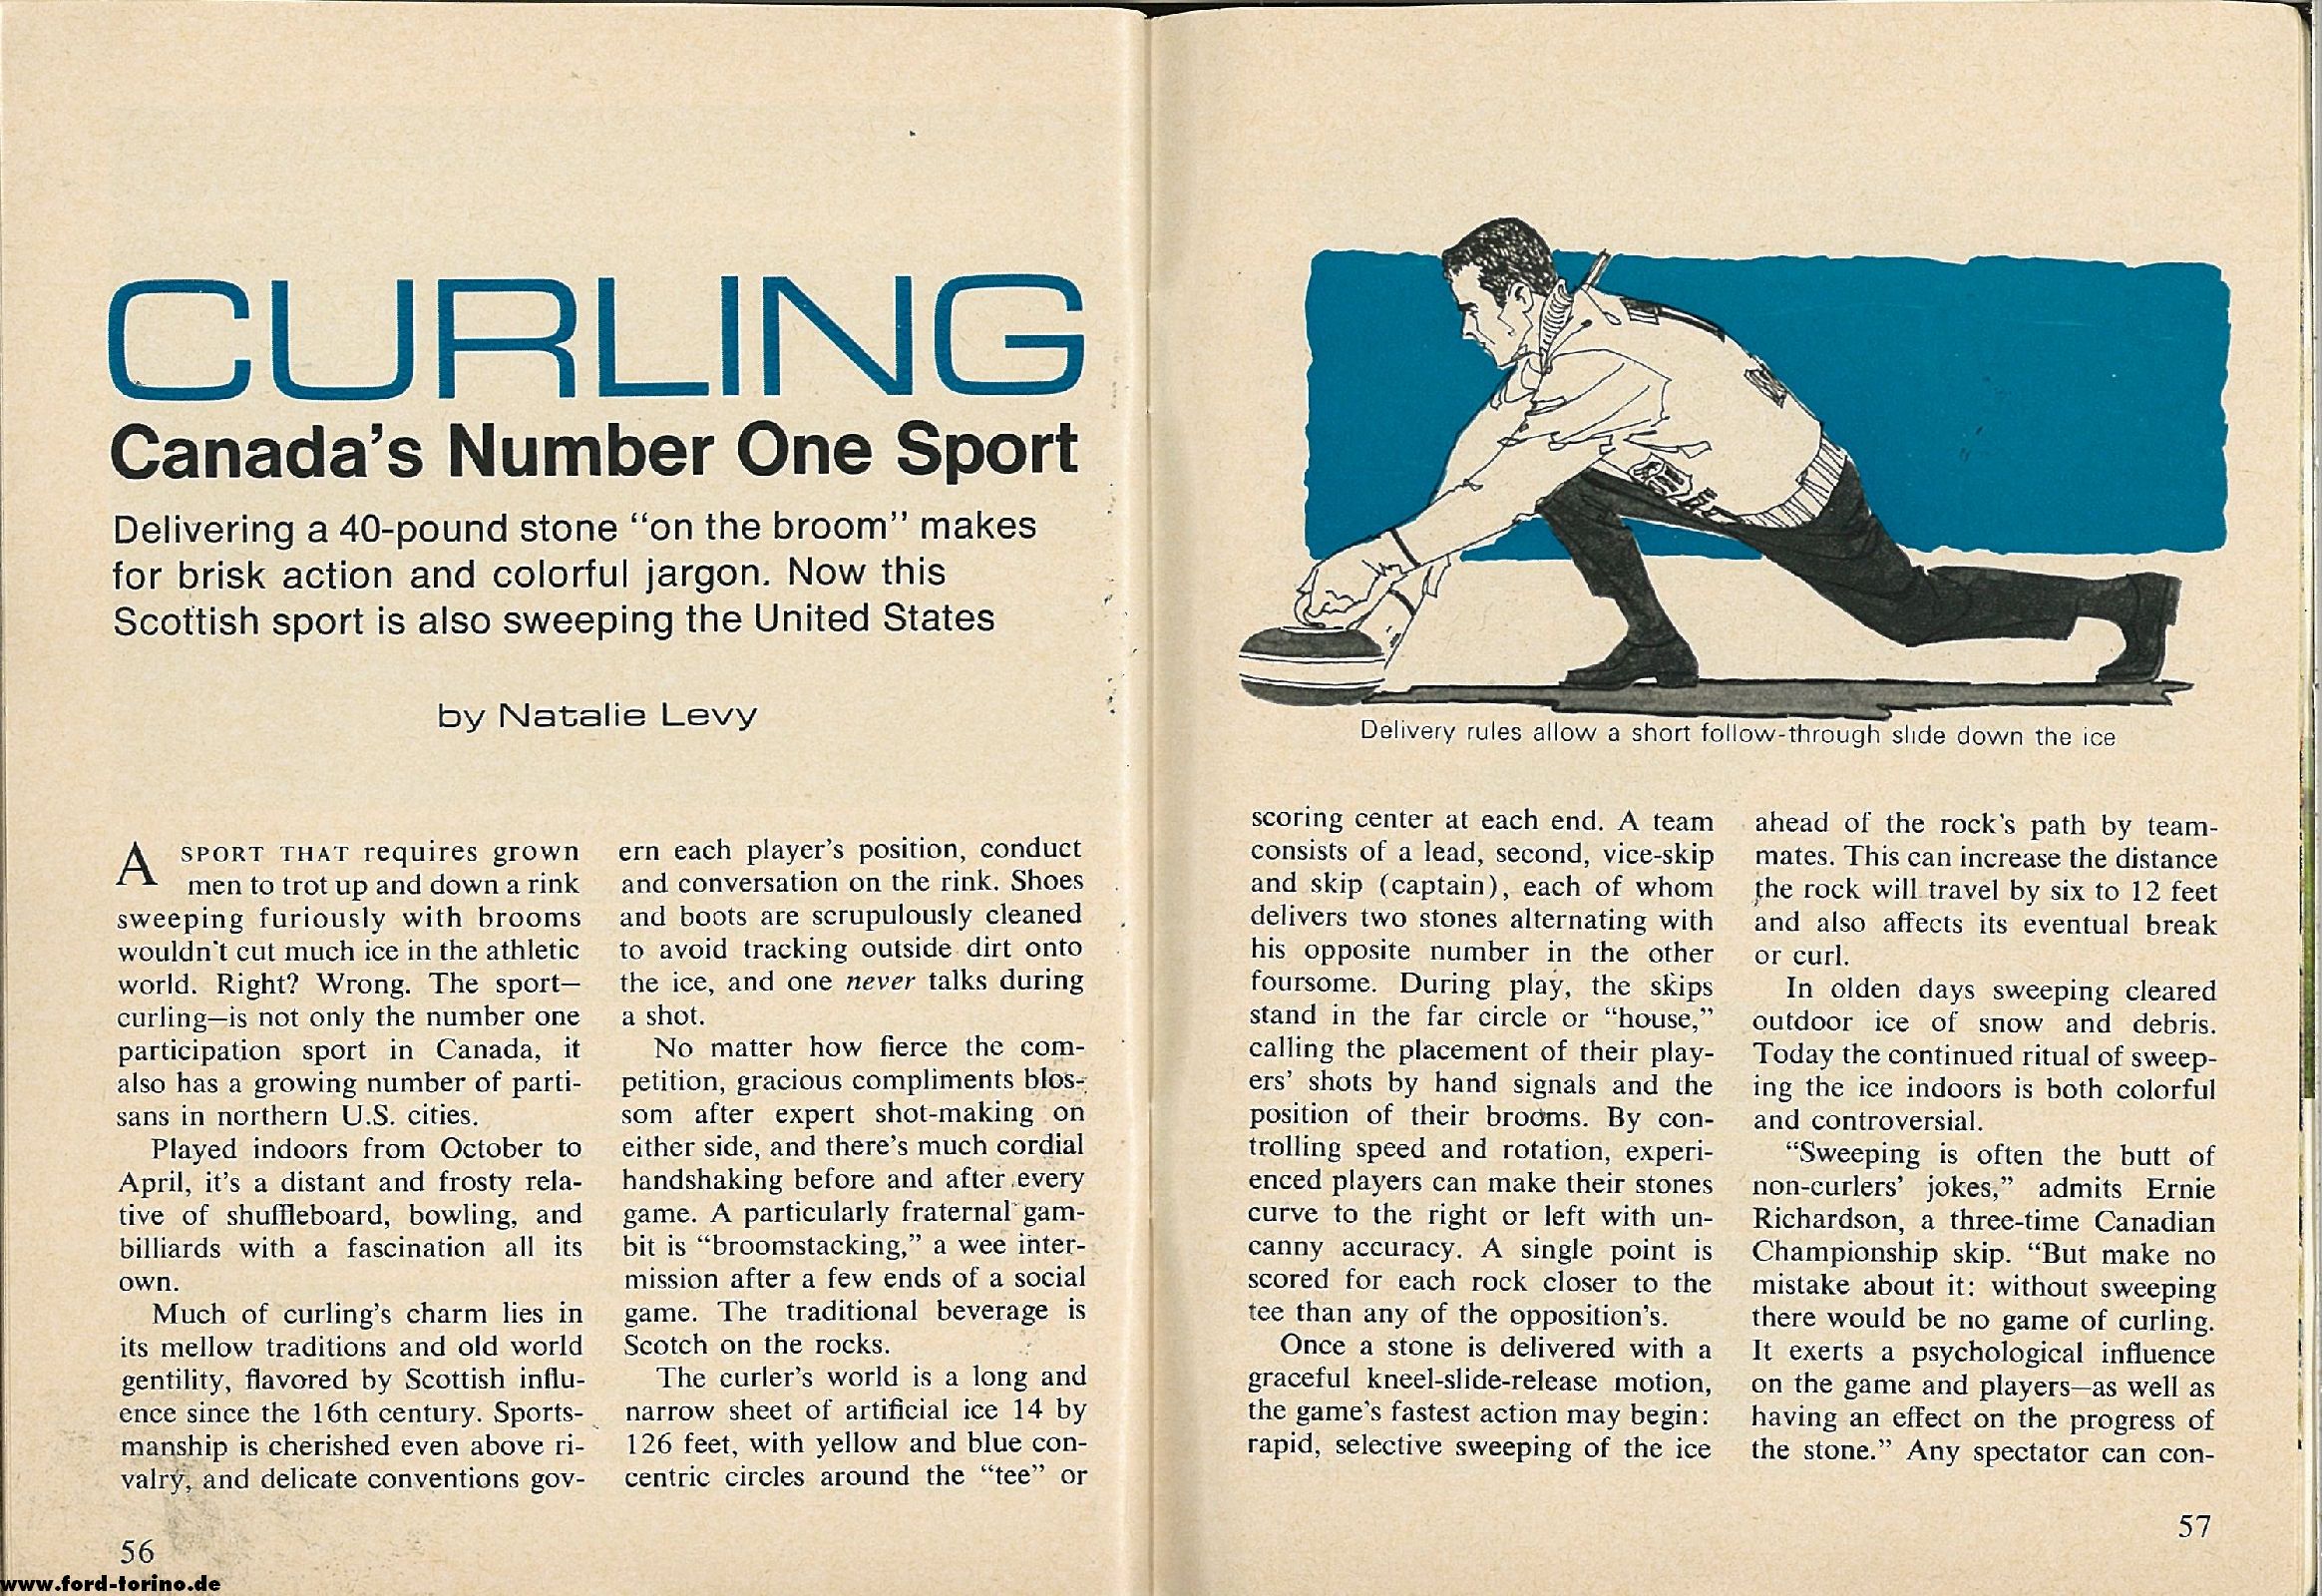 CURLING
Canada's Number One Sport
Delivering a 40-pound stone “on the broom” makes
for brisk action and colorful jargon. Now this
Scottish sport is also sweeping the United States
by Natalie Levy
A SPORT THAT requires grown
men to trot up and down a rink
sweeping furiously with brooms
wouldn't cut much ice in the athletic
world. Right? Wrong. The sport—
curling—is not only the number one
participation sport in Canada, it
also has a growing number of parti-
sans in northern U.S. cities.
Played indoors from October to
April, it's a distant and frosty rela-
tive of shuffleboard, bowling, and
billiards with a fascination all its
own.
Much of curling's charm lies in
its mellow traditions and old world
gentility, flavored by Scottish influ-
ence since the 16th century. Sports-
manship is cherished even above ri-
valry, and delicate conventions gov-
ern each player's position, conduct
and conversation on the rink. Shoes
and boots are scrupulously cleaned
to avoid tracking outside dirt onto
the ice, and one never talks during
a shot.
No matter how fierce the com-
petition, gracious compliments blos-
som after expert shot-making on
either side, and there's much cordial
handshaking before and after every
game. A particularly fraternal gam-
bit is “broomstacking,” a wee inter-
mission after a few ends of a social
game. The traditional beverage is
Scotch on the rocks.
The curler's world is a long and
narrow sheet of artificial ice 14 by
126 feet, with yellow and blue con-
centric circles around the “tee” or
56
Delivery rules allow a short follow-through slide down the ice
scoring center at each end. A team
consists of a lead, second, vice-skip
and skip (captain), each of whom
delivers two stones alternating with
his opposite number in the other
foursome. During play, the skips
stand in the far circle or “house,”
calling the placement of their play-
ers' shots by hand signals and the
position of their brooms. By con-
trolling speed and rotation, experi-
enced players can make their stones
curve to the right or left with un-
canny accuracy. A single point is
scored for each rock closer to the
tee than any of the opposition's.
Once a stone is delivered with a
graceful kneel-slide-release motion,
the game's fastest action may begin:
rapid, selective sweeping of the ice
ahead of the rock's path by team-
mates. This can increase the distance
the rock will travel by six to 12 feet
and also affects its eventual break
or curl.
In olden days sweeping cleared
outdoor ice of snow and debris.
Today the continued ritual of sweep-
ing the ice indoors is both colorful
and controversial.
“Sweeping is often the butt of
non-curlers' jokes,” admits Ernie
Richardson, a three-time Canadian
Championship skip. “But make no
mistake about it: without sweeping
there would be no game of curling.
It exerts a psychological influence
on the game and players—as well as
having an effect on the progress of
the stone.” Any spectator can con-
57
www.ford-torino.de